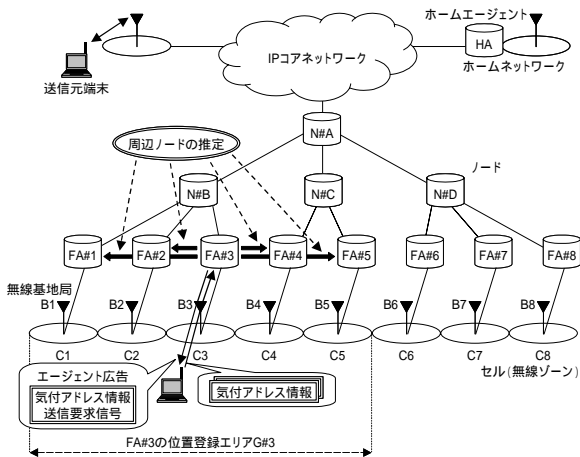 ホームエージェント
HA
ホームネットワーク
IPコアネットワーク
送信元端末
N#A
周辺ノードの推定
ノード
N#B
N#C
N#D
FA#1
FA#2
FA#3
FA#4
FA#5
FA#6
FA#7
FA#8
無線基地局
B1
B2
B3
B4
B5
B6
B7
B8
C1
C2
C3
C4
C5
C6
C7
C8
セル(無線ゾーン)
エージェント広告
気付アドレス情報
送信要求信号
気付アドレス情報
FA#3の位置登録エリアG#3